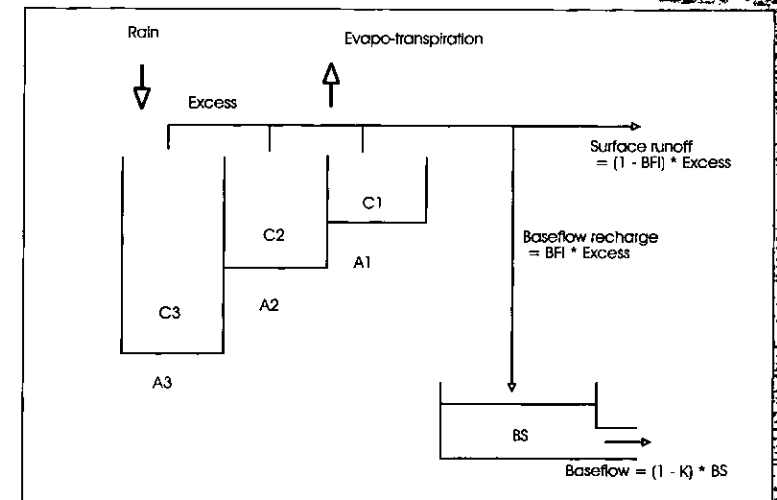 Rain
Evapo-transpiration
Excess
Surface runoff
= (1 - BFI) * Excess
C1
C2
Baseflow recharge
= BFI * Excess
A1
A2
C3
A3
BS
Baseflow = (1 - K) * BS